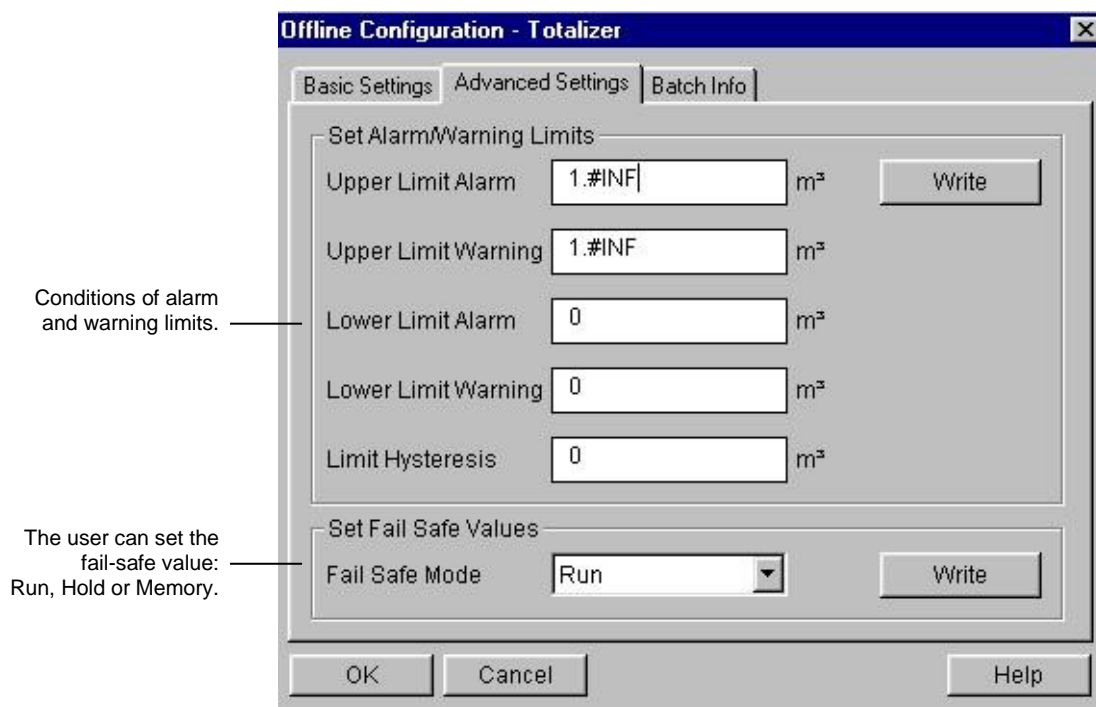 Offline Configuration - Totalizer
Basic Settings Advanced Settings Batch Info
Set Alarm/Warning Limits
Upper Limit Alarm 1.#INF m³ Write
Upper Limit Warning 1.#INF m³
Conditions of alarm
and warning limits.
Lower Limit Alarm 0 m³
Lower Limit Warning 0 m³
Limit Hysteresis 0 m³
The user can set the
fail-safe value:
Run, Hold or Memory.
Set Fail Safe Values
Fail Safe Mode Run Write
OK Cancel Help